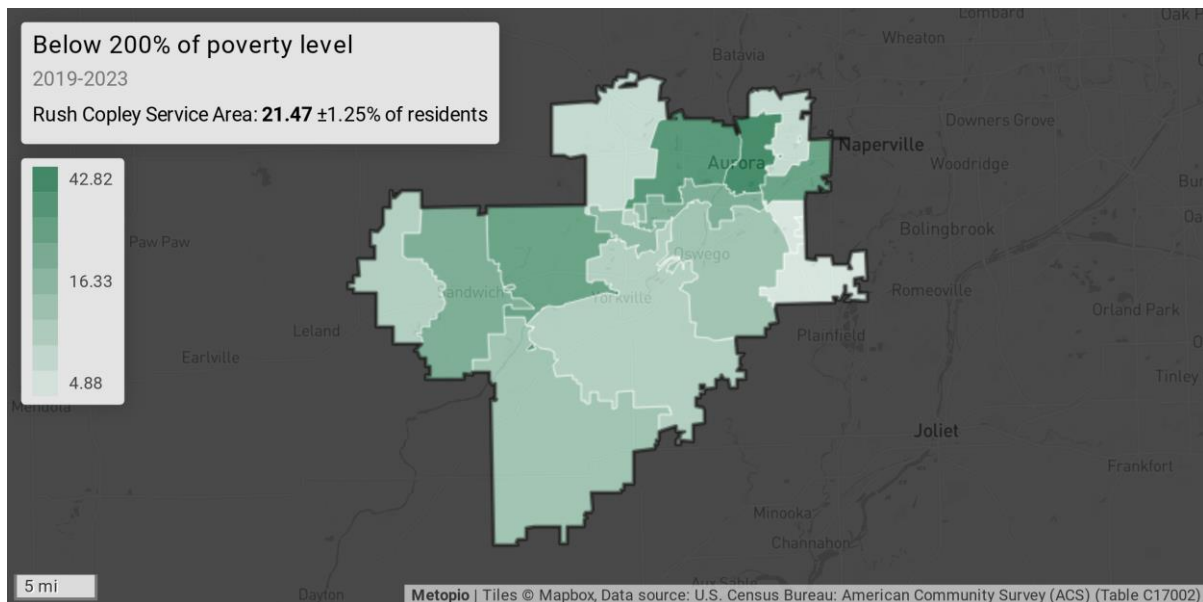 Below 200% of poverty level
2019-2023
Rush Copley Service Area: 21.47 ±1.25% of residents
42.82
16.33
4.88
Lombard
Oak P
Wheaton
Batavia
Downers Grove
Naperville
Aurora
Woodridge
Bur
Oa
Bolingbrook
Paw Paw
Oswego
Sandwich
Yorkville
Romeoville
Orland Park
Leland
Plainfield
Earlville
Tinley
Mendota
Joliet
Frankfort
Minooka
Channahon
Aux Sable
Dayton
5 mi
Metopio | Tiles © Mapbox, Data source: U.S. Census Bureau: American Community Survey (ACS) (Table C17002)